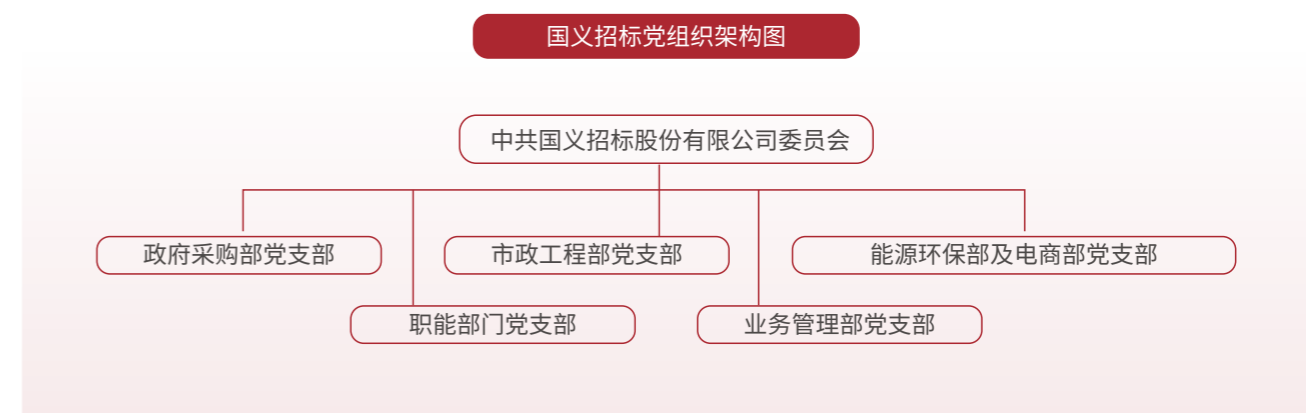 国义招标党组织架构图
中共国义招标股份有限公司委员会
政府采购部党支部
市政工程部党支部
能源环保部及电商部党支部
职能部门党支部
业务管理部党支部